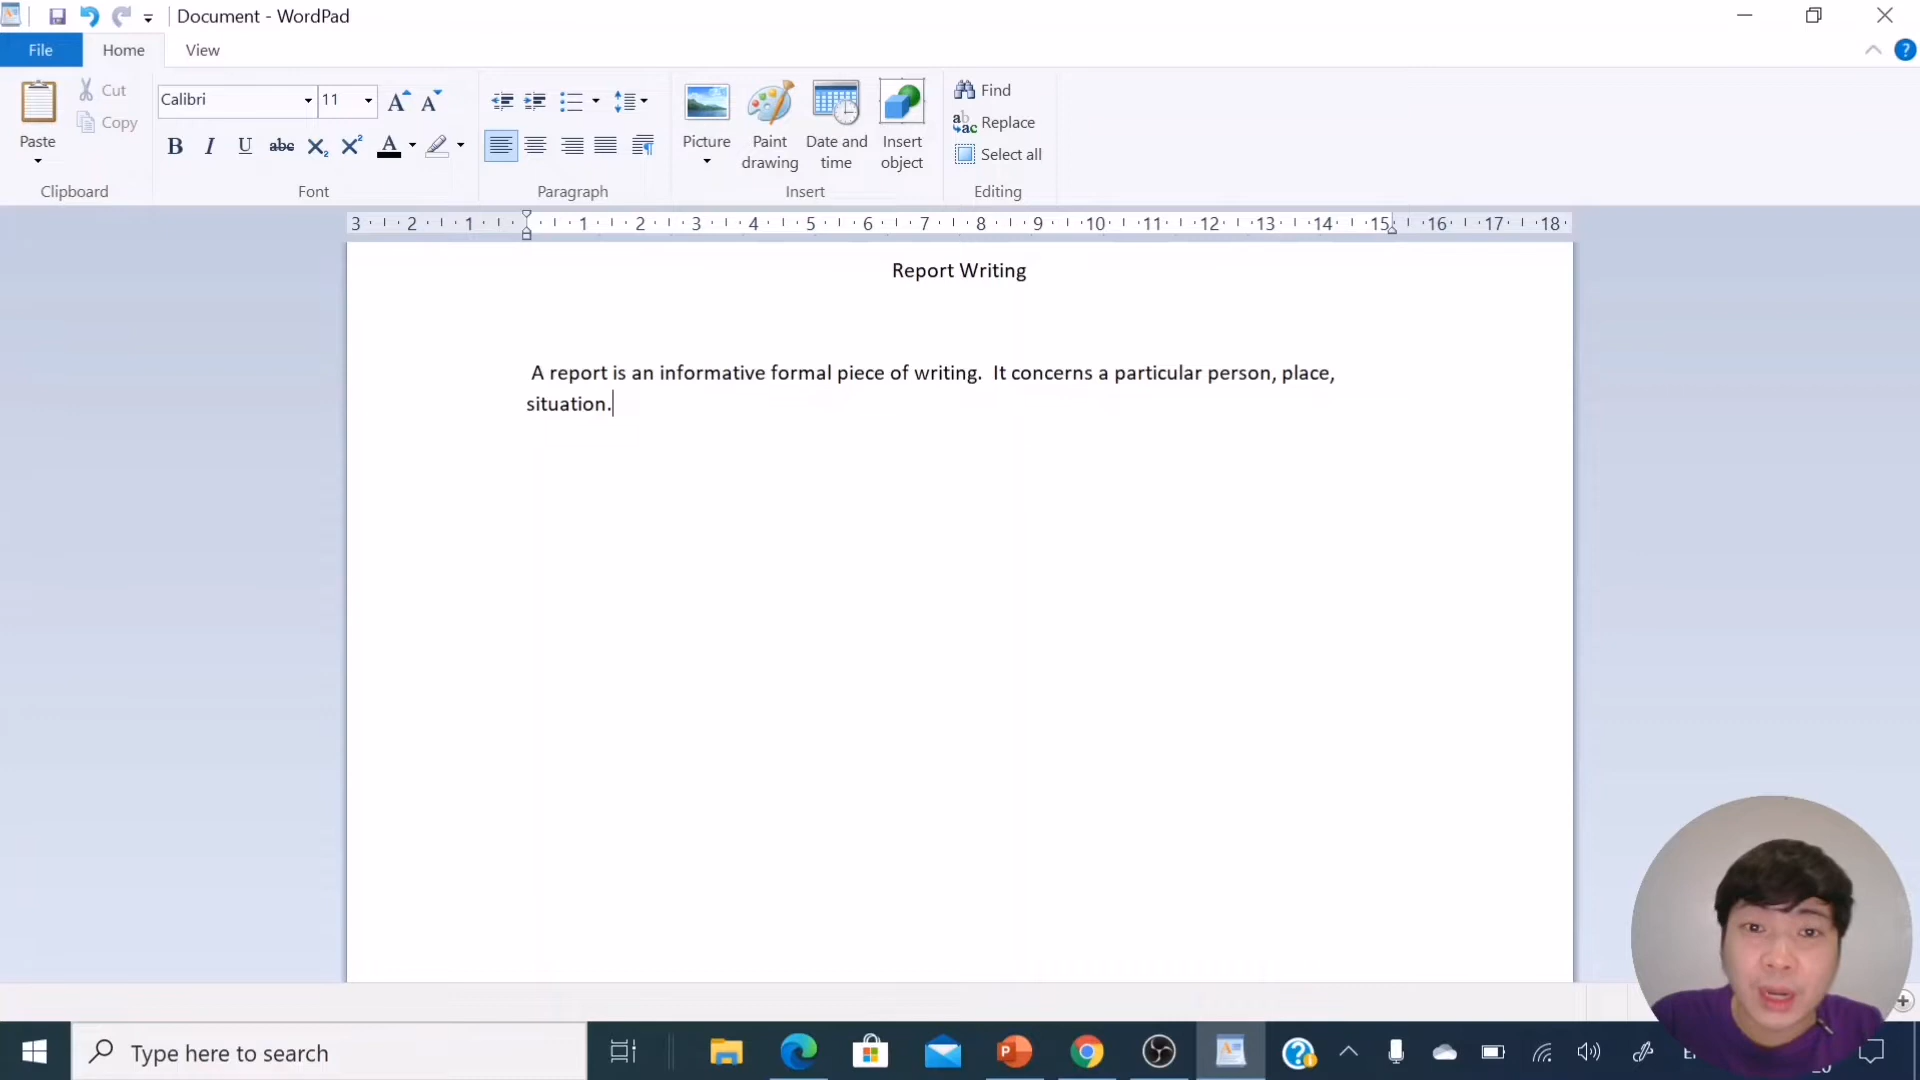 Document - WordPad
File
Home
View
Paste
Cut
Copy
Clipboard
Calibri
11
B I U abc X₂ X² A
Font
Paragraph
Picture
Paint drawing
Date and time
Insert object
Insert
Find
Replace
Select all
Editing
3 2 1 1 2 3 4 5 6 7 8 9 10 11 12 13 14 15 16 17 18
Report Writing
A report is an informative formal piece of writing.  It concerns a particular person, place,
situation.
Type here to search